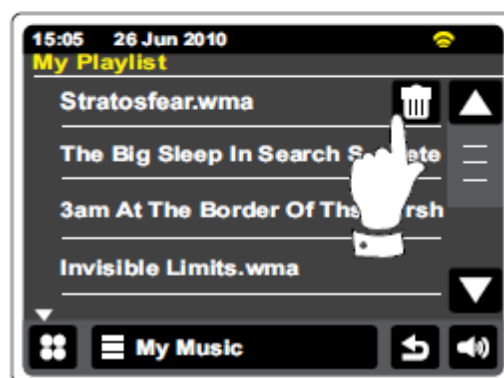 15:05 26 Jun 2010
My Playlist
Stratosfear.wma
The Big Sleep In Search
3am At The Border Of
Invisible Limits.wma
My Music